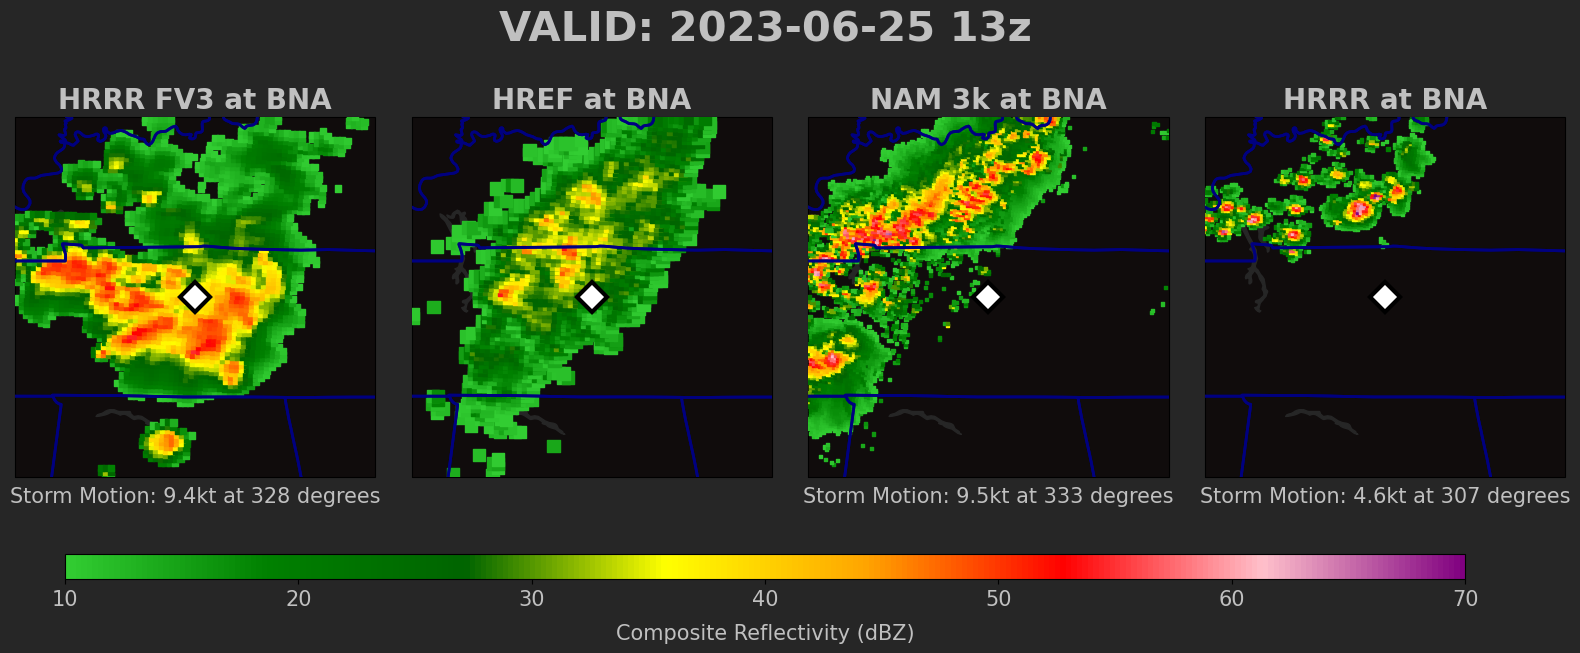 VALID: 2023-06-25 13z
HRRR FV3 at BNA
HREF at BNA
NAM 3k at BNA
HRRR at BNA
Storm Motion: 9.4kt at 328 degrees
Storm Motion: 9.5kt at 333 degrees
Storm Motion: 4.6kt at 307 degrees
10 20 30 40 50 60 70
Composite Reflectivity (dBZ)